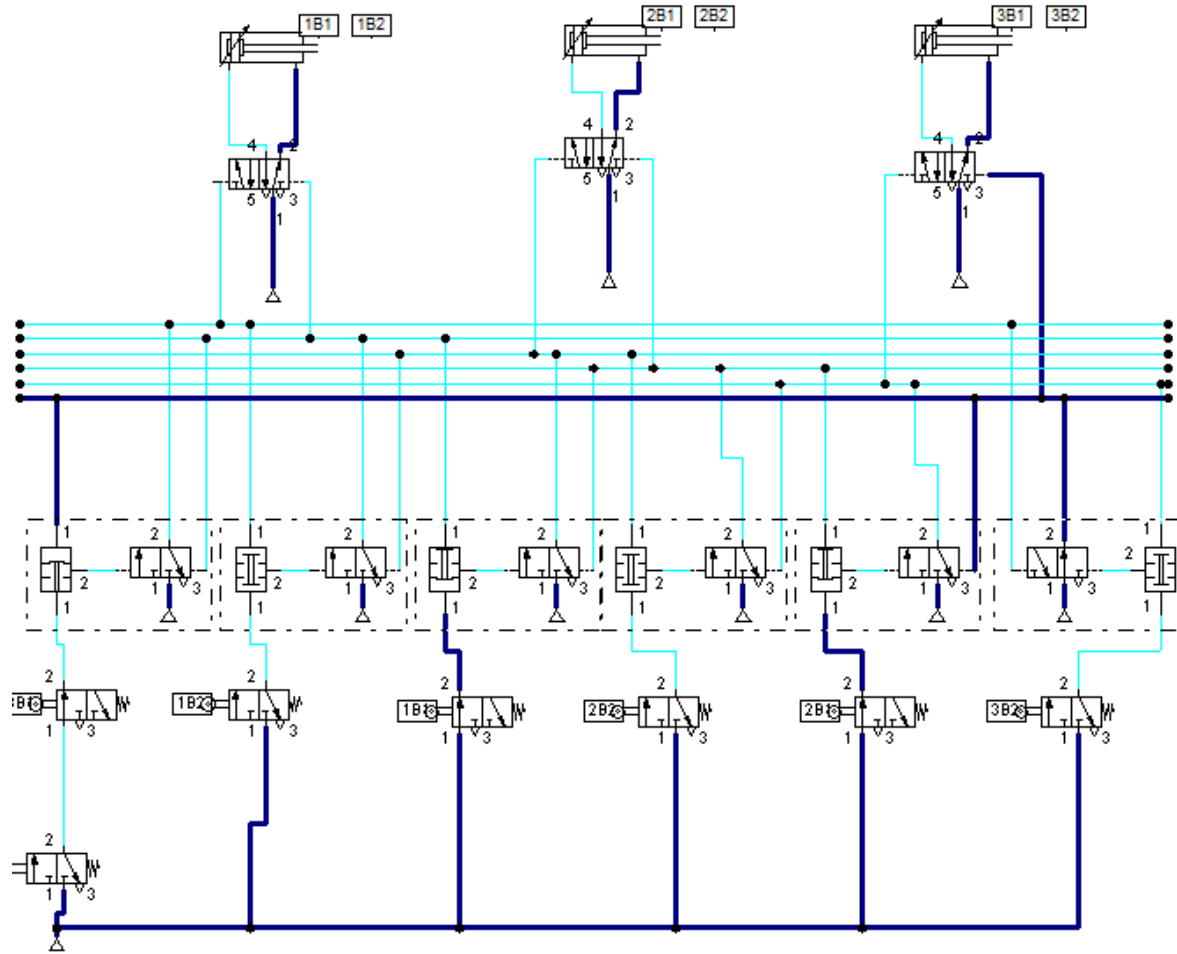 1B1 1B2 2B1 2B2 3B1 3B2
4 2 4 2 4 2
5 3 5 3 5 3
1 1 1
1 2 1 2 1 2 1 2 1 2 2 1
2 2 2 2 2 2
1 1 3 1 1 3 1 1 3 1 1 3 1 1 3 1 3 1
2 2 2 2 2 2
1B2 2B2 3B2
1 3 1 3 1 3 1 3 1 3 1 3
2
1 3